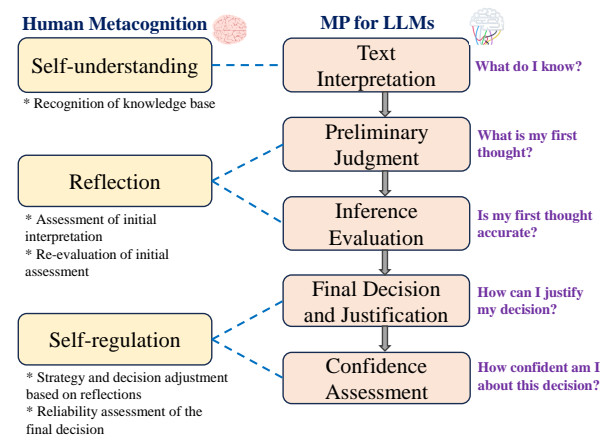 Human Metacognition
MP for LLMs
Self-understanding
* Recognition of knowledge base
Text
Interpretation
What do I know?
Preliminary
Judgment
What is my first
thought?
Reflection
* Assessment of initial
interpretation
* Re-evaluation of initial
assessment
Inference
Evaluation
Is my first thought
accurate?
Final Decision
and Justification
How can I justify
my decision?
Self-regulation
* Strategy and decision adjustment
based on reflections
* Reliability assessment of the
final decision
Confidence
Assessment
How confident am I
about this decision?